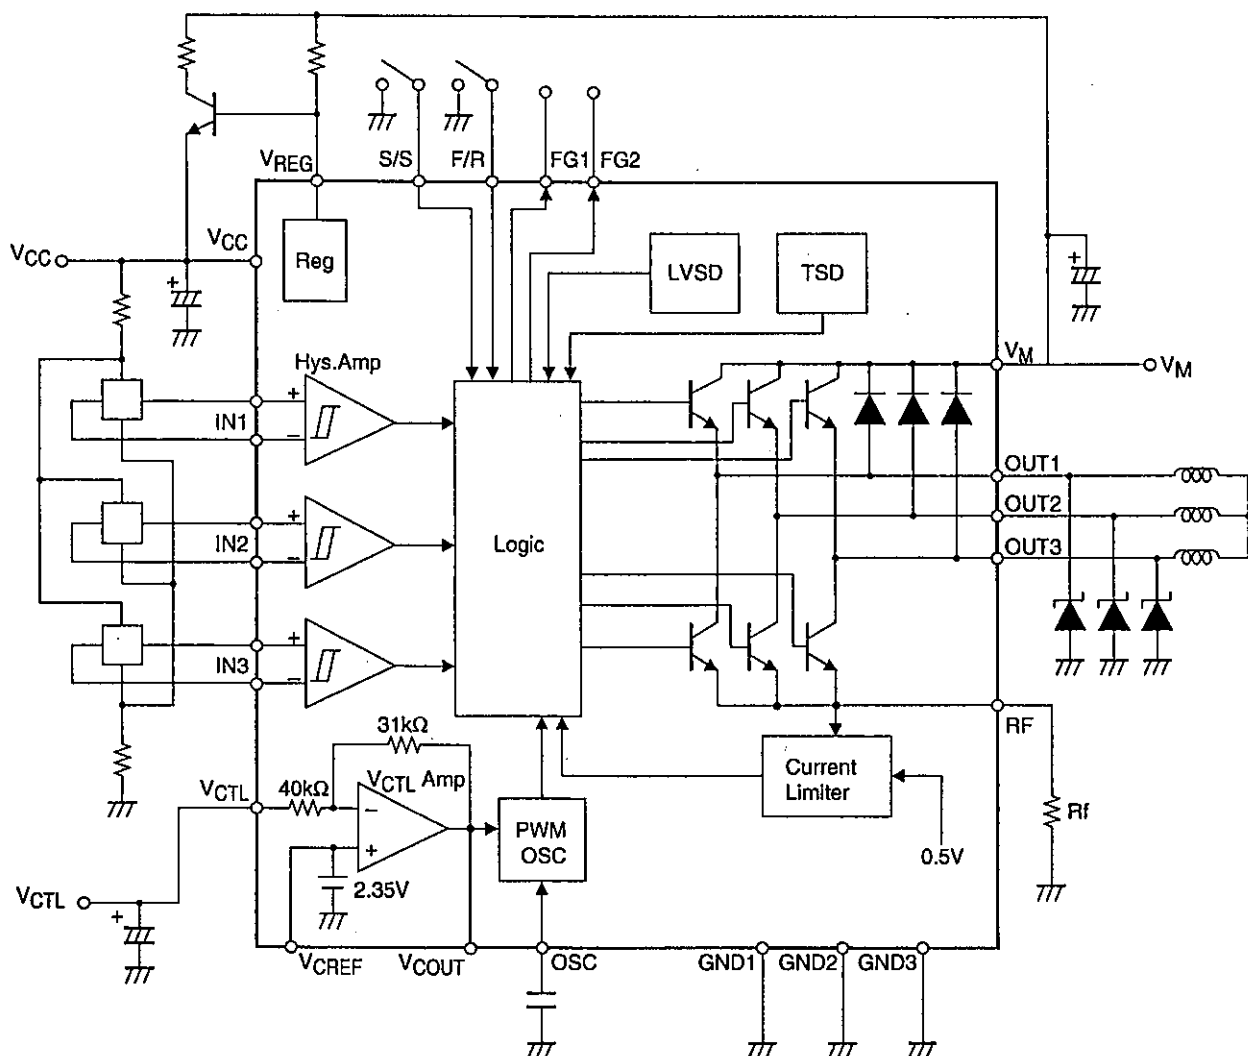 VREG
S/S
F/R
FG1
FG2
VCC
VCC
+
Reg
LVSD
TSD
+
VM
VM
Hys.Amp
+
IN1
−
+
IN2
−
+
IN3
−
Logic
OUT1
OUT2
OUT3
RF
Current
Limiter
Rf
0.5V
31kΩ
40kΩ
VCTL Amp
VCTL
−
+
2.35V
PWM
OSC
VCTL
+
VCREF
VCOUT
OSC
GND1
GND2
GND3